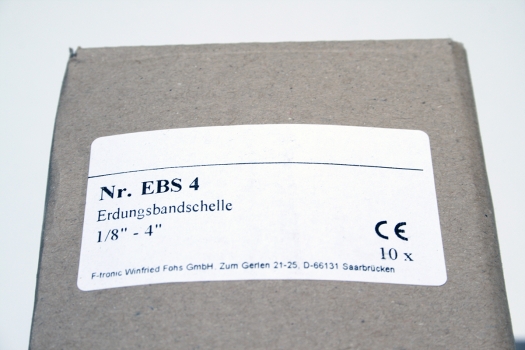 Nr. EBS 4
Erdungsbandschelle
1/8" - 4"
CE
10 x
F-tronic Winfried Fohs GmbH. Zum Gerlen 21-25, D-66131 Saarbrücken